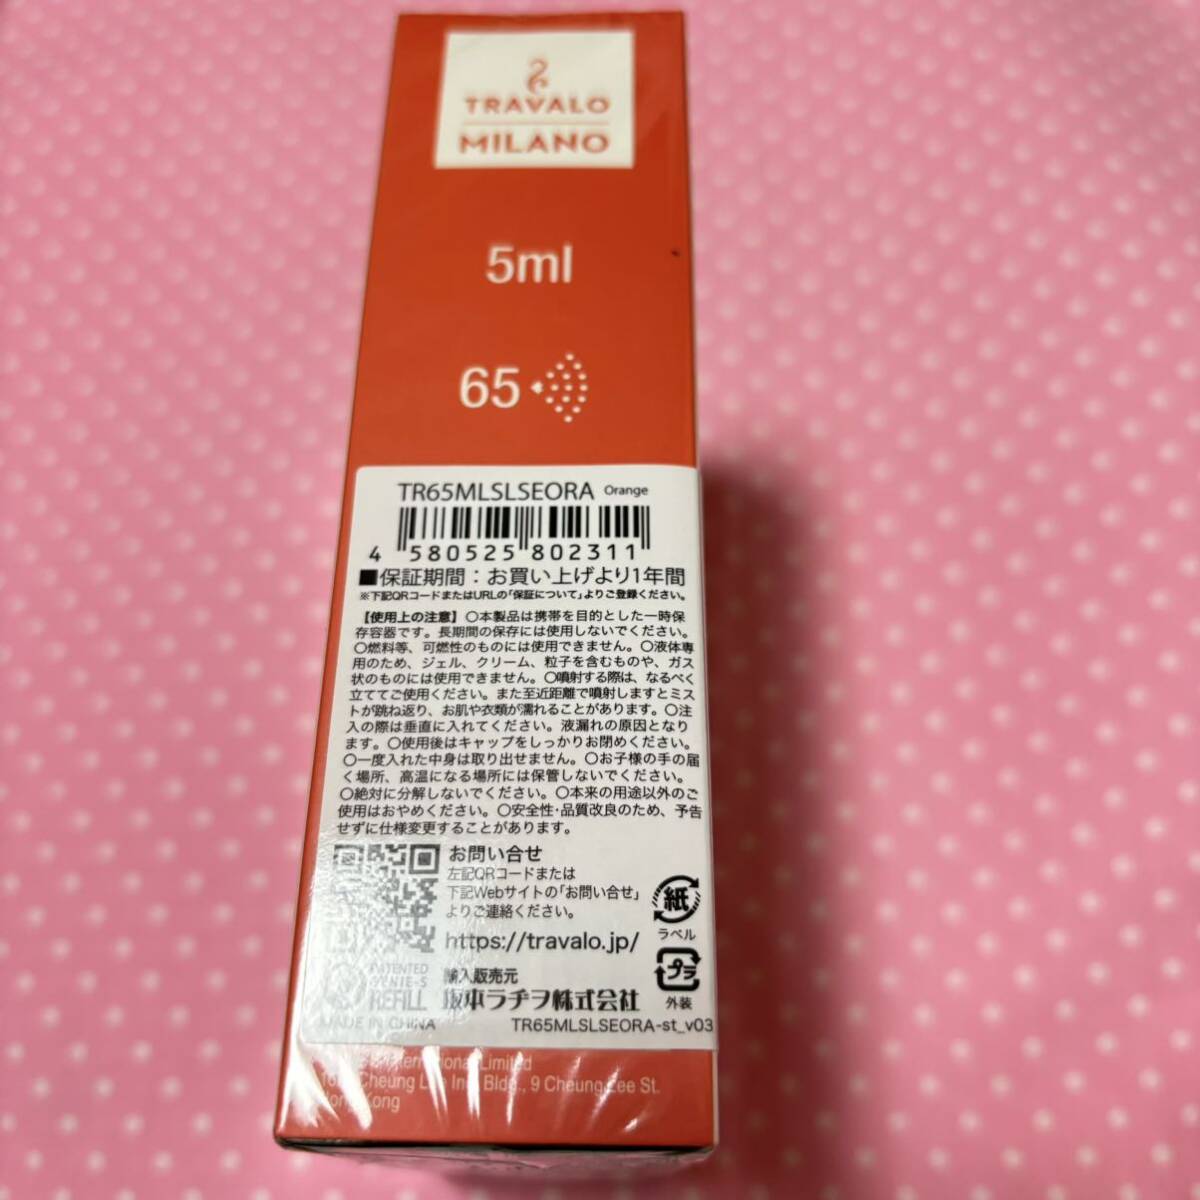 TRAVALO
MILANO
5ml
65
TR65MLSLSEORA Orange
4 580525 802311
■保証期間：お買い上げより1年間
※下記QRコードまたはURLの「保証について」よりご登録ください。
【使用上の注意】○本製品は携帯を目的とした一時保
存容器です。長期間の保存には使用しないでください。
○燃料等、可燃性のものには使用できません。○液体専
用のため、ジェル、クリーム、粒子を含むものや、ガス
状のものには使用できません。○噴射する際は、なるべく
立ててご使用ください。また至近距離で噴射しますとミス
トが跳ね返り、お肌や衣類が濡れることがあります。○注
入の際は垂直に入れてください。液漏れの原因となり
ます。○使用後はキャップをしっかりお閉めください。
○一度入れた中身は取り出せません。○お子様の手の届
く場所、高温になる場所には保管しないでください。
○絶対に分解しないでください。○本来の用途以外のご
使用はおやめください。○安全性・品質改良のため、予告
せずに仕様変更することがあります。
お問い合せ
左記QRコードまたは
下記Webサイトの「お問い合せ」
よりご連絡ください。
https://travalo.jp/
紙
ラベル
プラ
外装
PATENTED
GENIE-S
REFILL
輸入販売元
坂本ラヂヲ株式会社
MADE IN CHINA
TR65MLSLSEORA-st_v03
International Limited
Cheung Lee Ind. Bldg., 9 Cheung Lee St.
Hong Kong